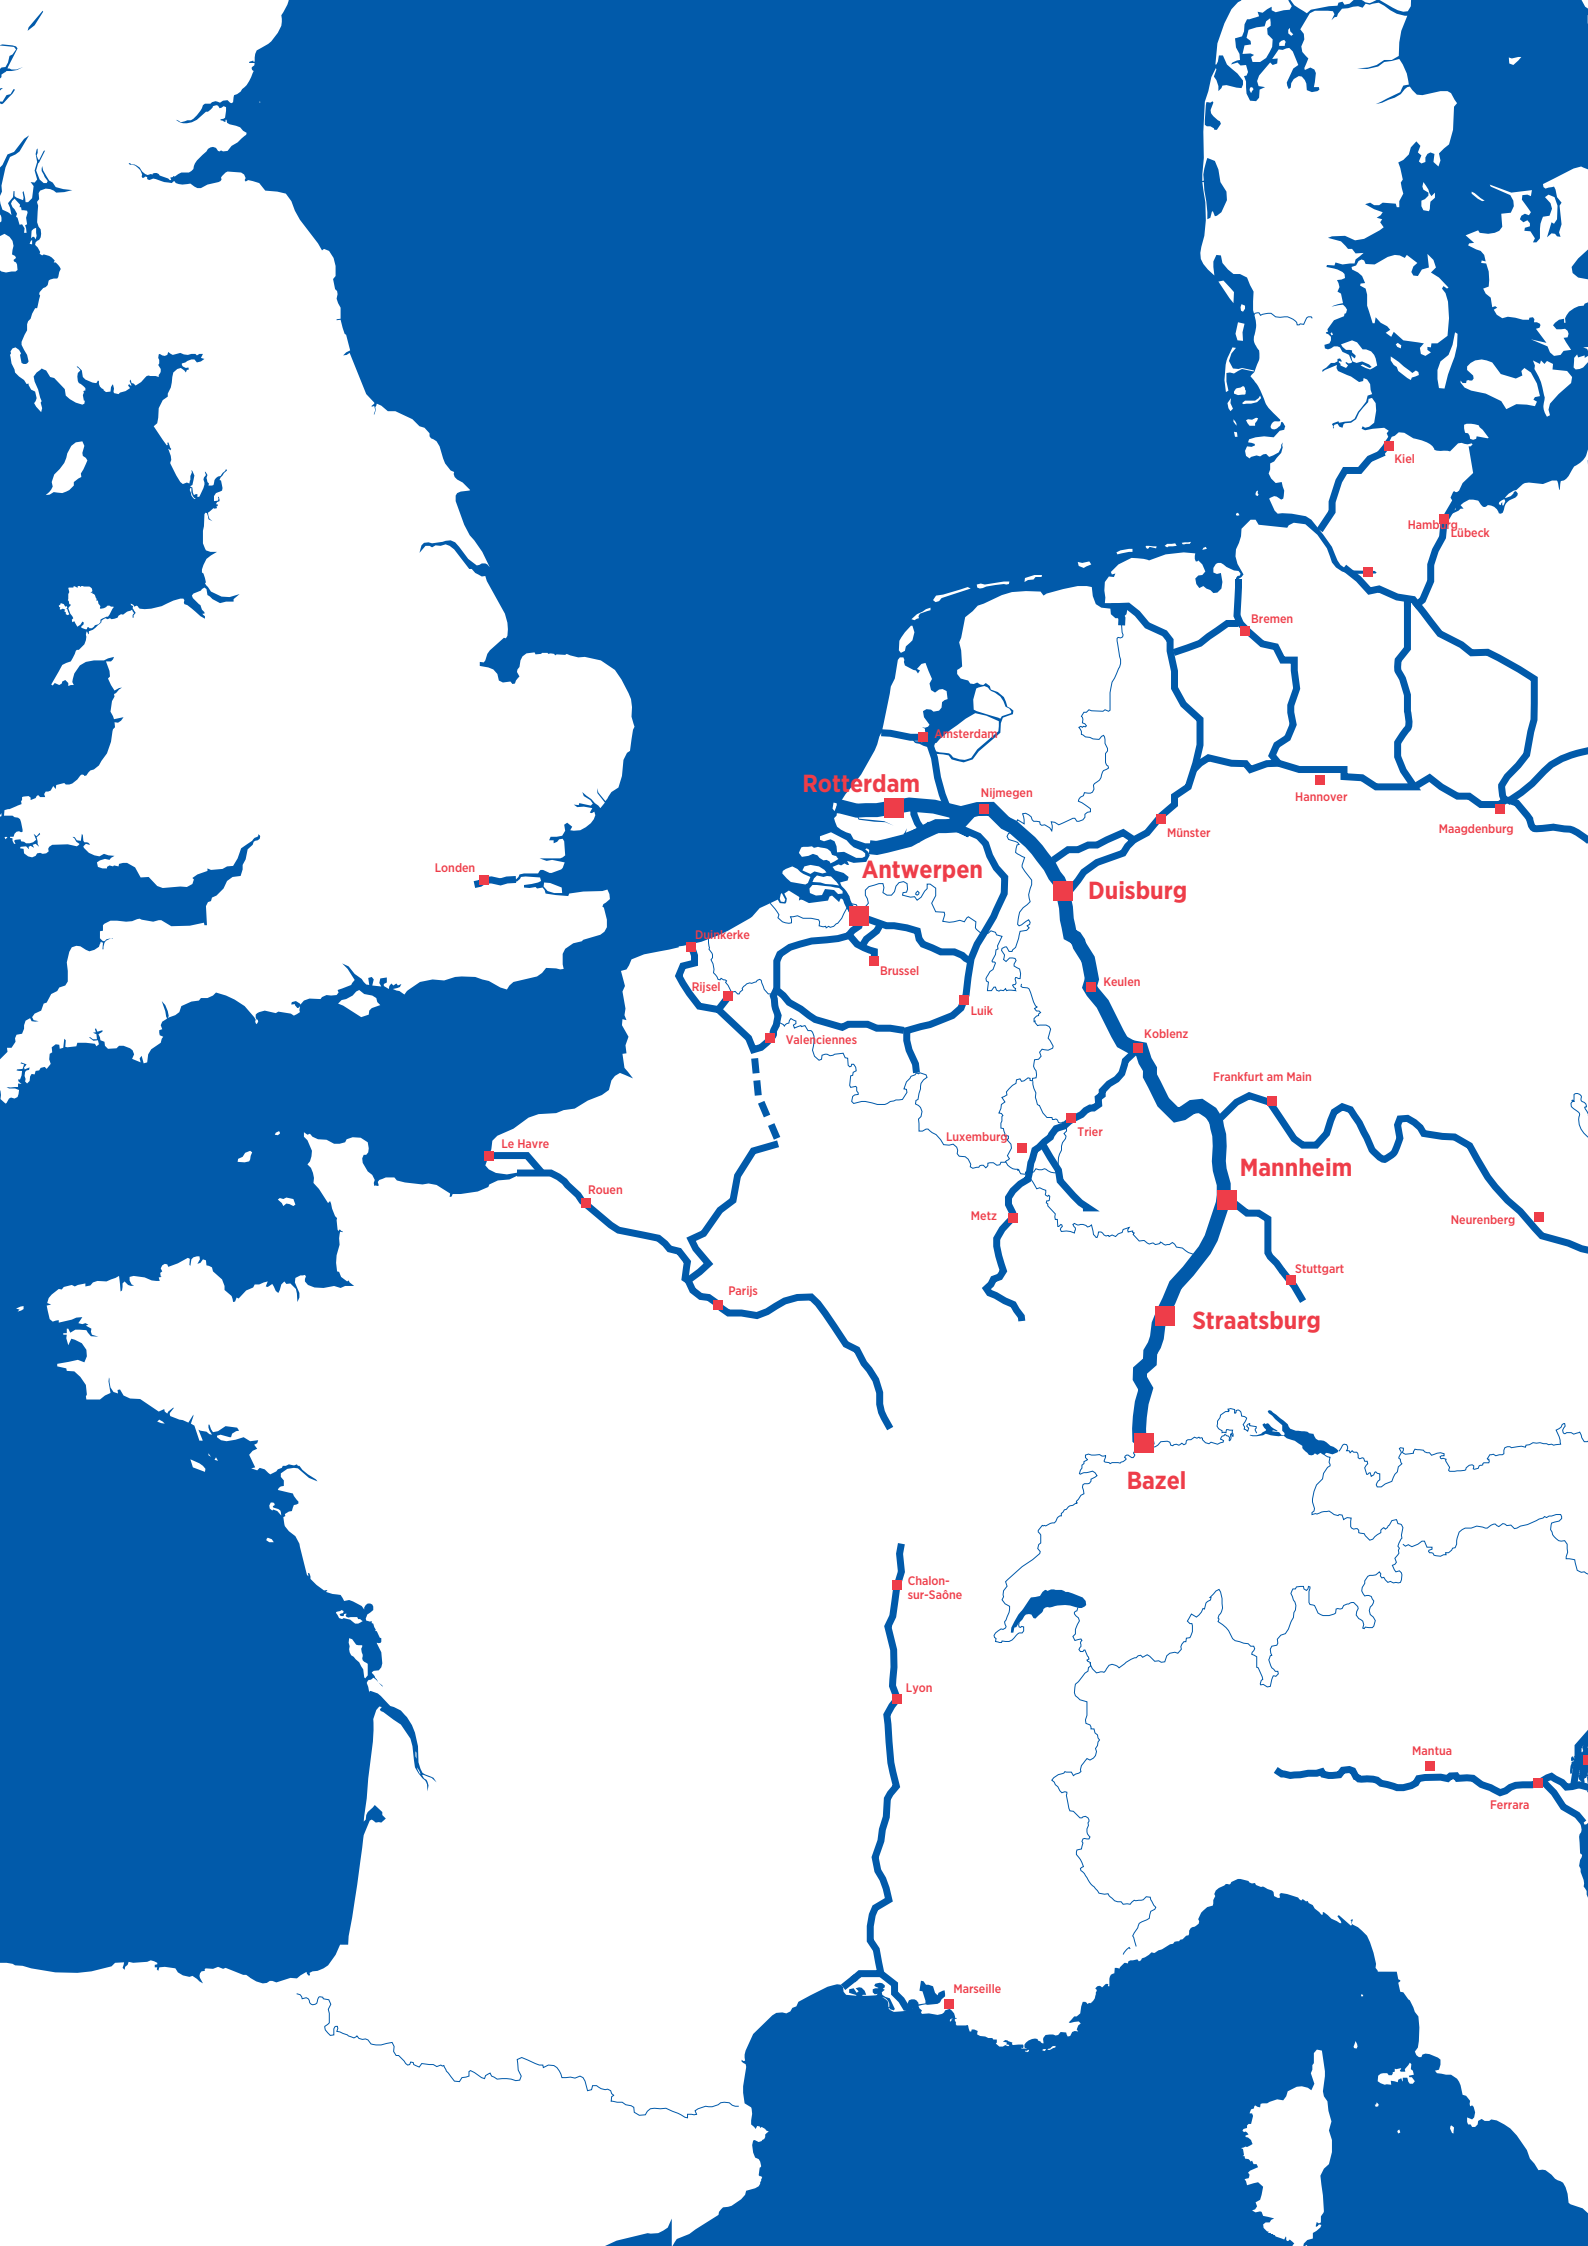 Kiel
Hamburg
Lübeck
Bremen
Amsterdam
Rotterdam
Nijmegen
Hannover
Maagdenburg
Münster
Londen
Antwerpen
Duisburg
Duinkerke
Brussel
Rijsel
Keulen
Luik
Valenciennes
Koblenz
Frankfurt am Main
Trier
Luxemburg
Le Havre
Mannheim
Rouen
Metz
Neurenberg
Stuttgart
Parijs
Straatsburg
Bazel
Chalon-
sur-Saône
Lyon
Mantua
Ferrara
Marseille